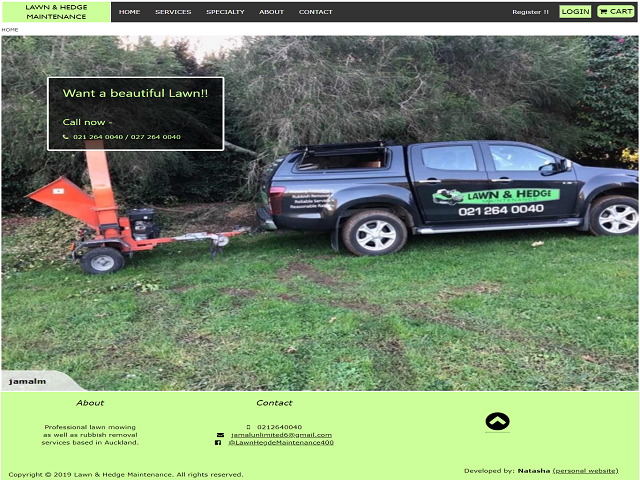 LAWN & HEDGE
MAINTENANCE
HOME SERVICES SPECIALTY ABOUT CONTACT
Register !!
LOGIN
CART
HOME
Want a beautiful Lawn!!
Call now -
021 264 0040 / 027 264 0040
Rubbish Removal
Reliable Service
Reasonable Rates
LAWN & HEDGE
MAINTENANCE
021 264 0040
jamalm
About
Professional lawn mowing
as well as rubbish removal
services based in Auckland.
Contact
0212640040
jamalunlimited6@gmail.com
@LawnHegdeMaintenance400
Copyright © 2019 Lawn & Hedge Maintenance. All rights reserved.
Developed by: Natasha (personal website)